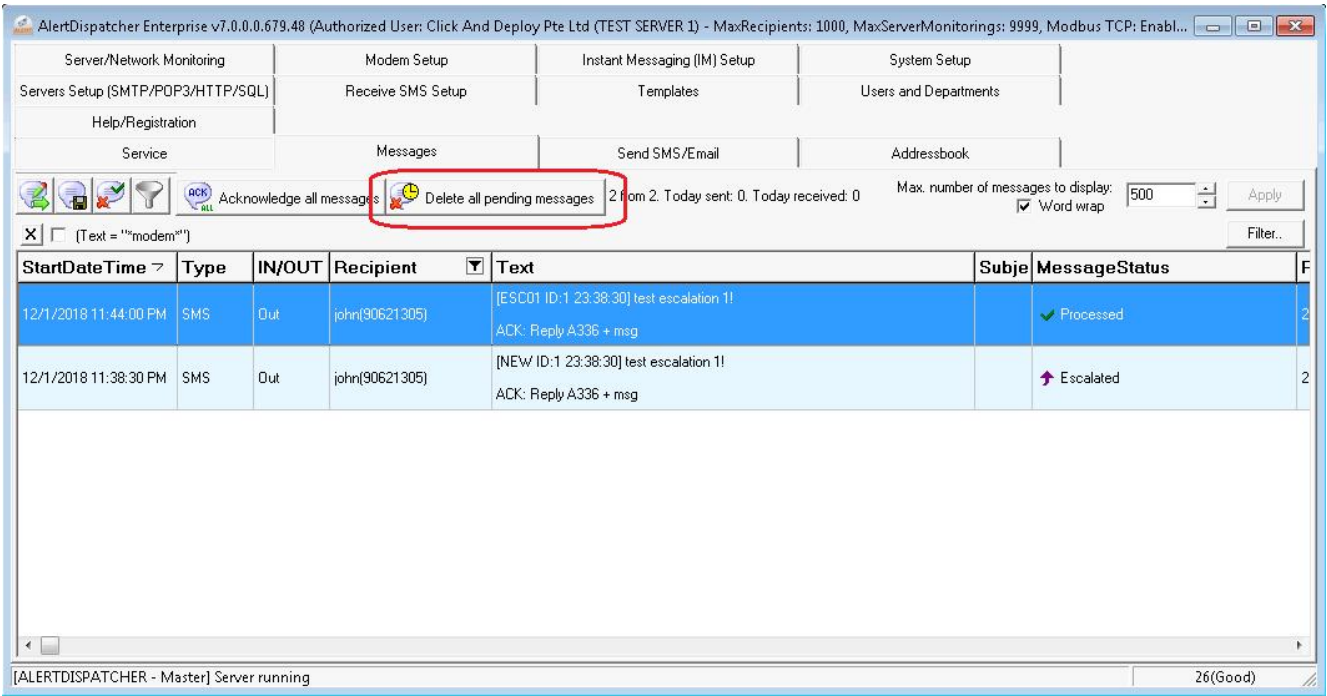 AlertDispatcher Enterprise v7.0.0.0.679.48 (Authorized User: Click And Deploy Pte Ltd (TEST SERVER 1) - MaxRecipients: 1000, MaxServerMonitorings: 9999, Modbus TCP: Enabl...
Server/Network Monitoring Modem Setup Instant Messaging (IM) Setup System Setup
Servers Setup (SMTP/POP3/HTTP/SQL) Receive SMS Setup Templates Users and Departments
Help/Registration
Service Messages Send SMS/Email Addressbook
ACK ALL Acknowledge all messages Delete all pending messages 2 from 2. Today sent: 0. Today received: 0 Max. number of messages to display: 500 Apply
Word wrap
X (Text = "*modem*") Filter..
StartDateTime Type IN/OUT Recipient Text Subje MessageStatus F
[ESC01 ID:1 23:38:30] test escalation 1!
12/1/2018 11:44:00 PM SMS Out john(90621305) Processed 2
ACK: Reply A336 + msg
[NEW ID:1 23:38:30] test escalation 1!
12/1/2018 11:38:30 PM SMS Out john(90621305) Escalated 2
ACK: Reply A336 + msg
[ALERTDISPATCHER - Master] Server running 26(Good)